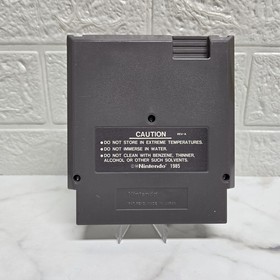 CAUTION REV-A
●DO NOT STORE IN EXTREME TEMPERATURES.
●DO NOT IMMERSE IN WATER.
●DO NOT CLEAN WITH BENZENE, THINNER,
ALCOHOL OR OTHER SUCH SOLVENTS.
©Nintendo 1985